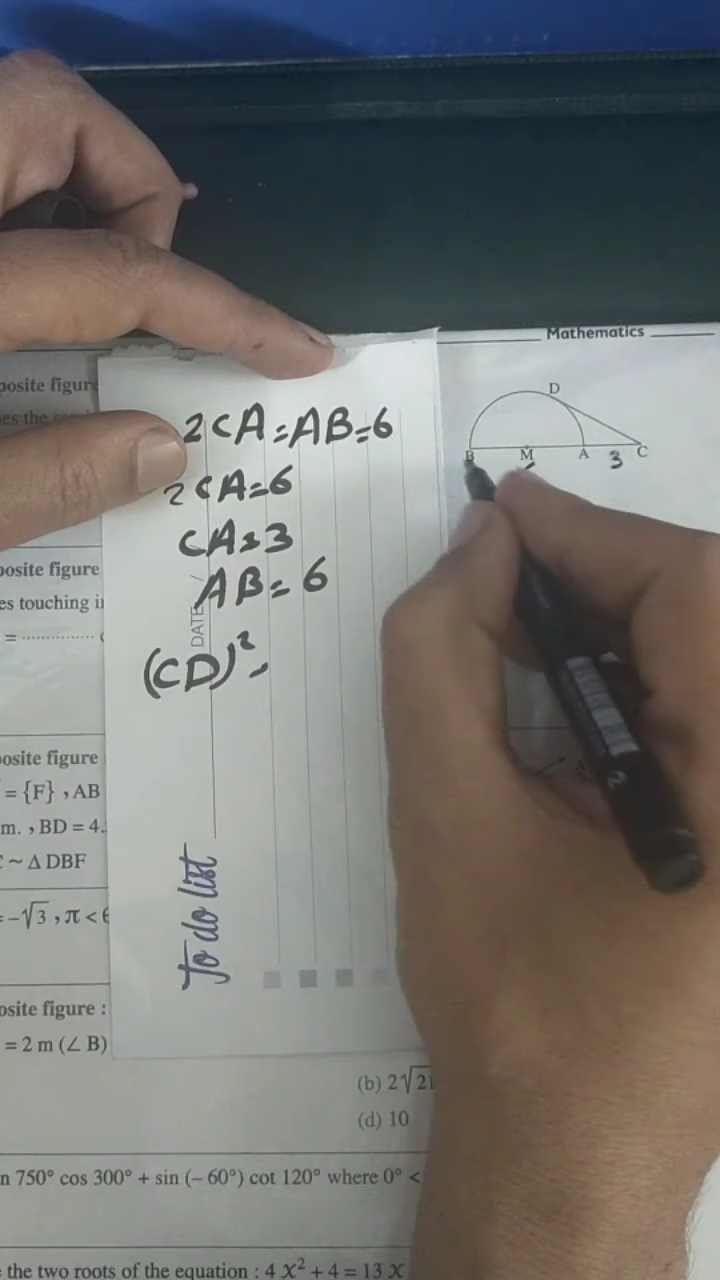 Mathematics
posite figure
es the
2CA=AB=6
2CA=6
CA=3
AB=6
(CD)²=
D
B M A 3 C
DATE /
posite figure
es touching i
= ..............
posite figure
= {F} , AB
m. , BD = 4.
~ Δ DBF
= -√3 , π <
To do list
posite figure :
= 2 m (∠ B)
(b) 2√21
(d) 10
n 750° cos 300° + sin (– 60°) cot 120° where 0° <
the two roots of the equation : 4 X² + 4 = 13 X